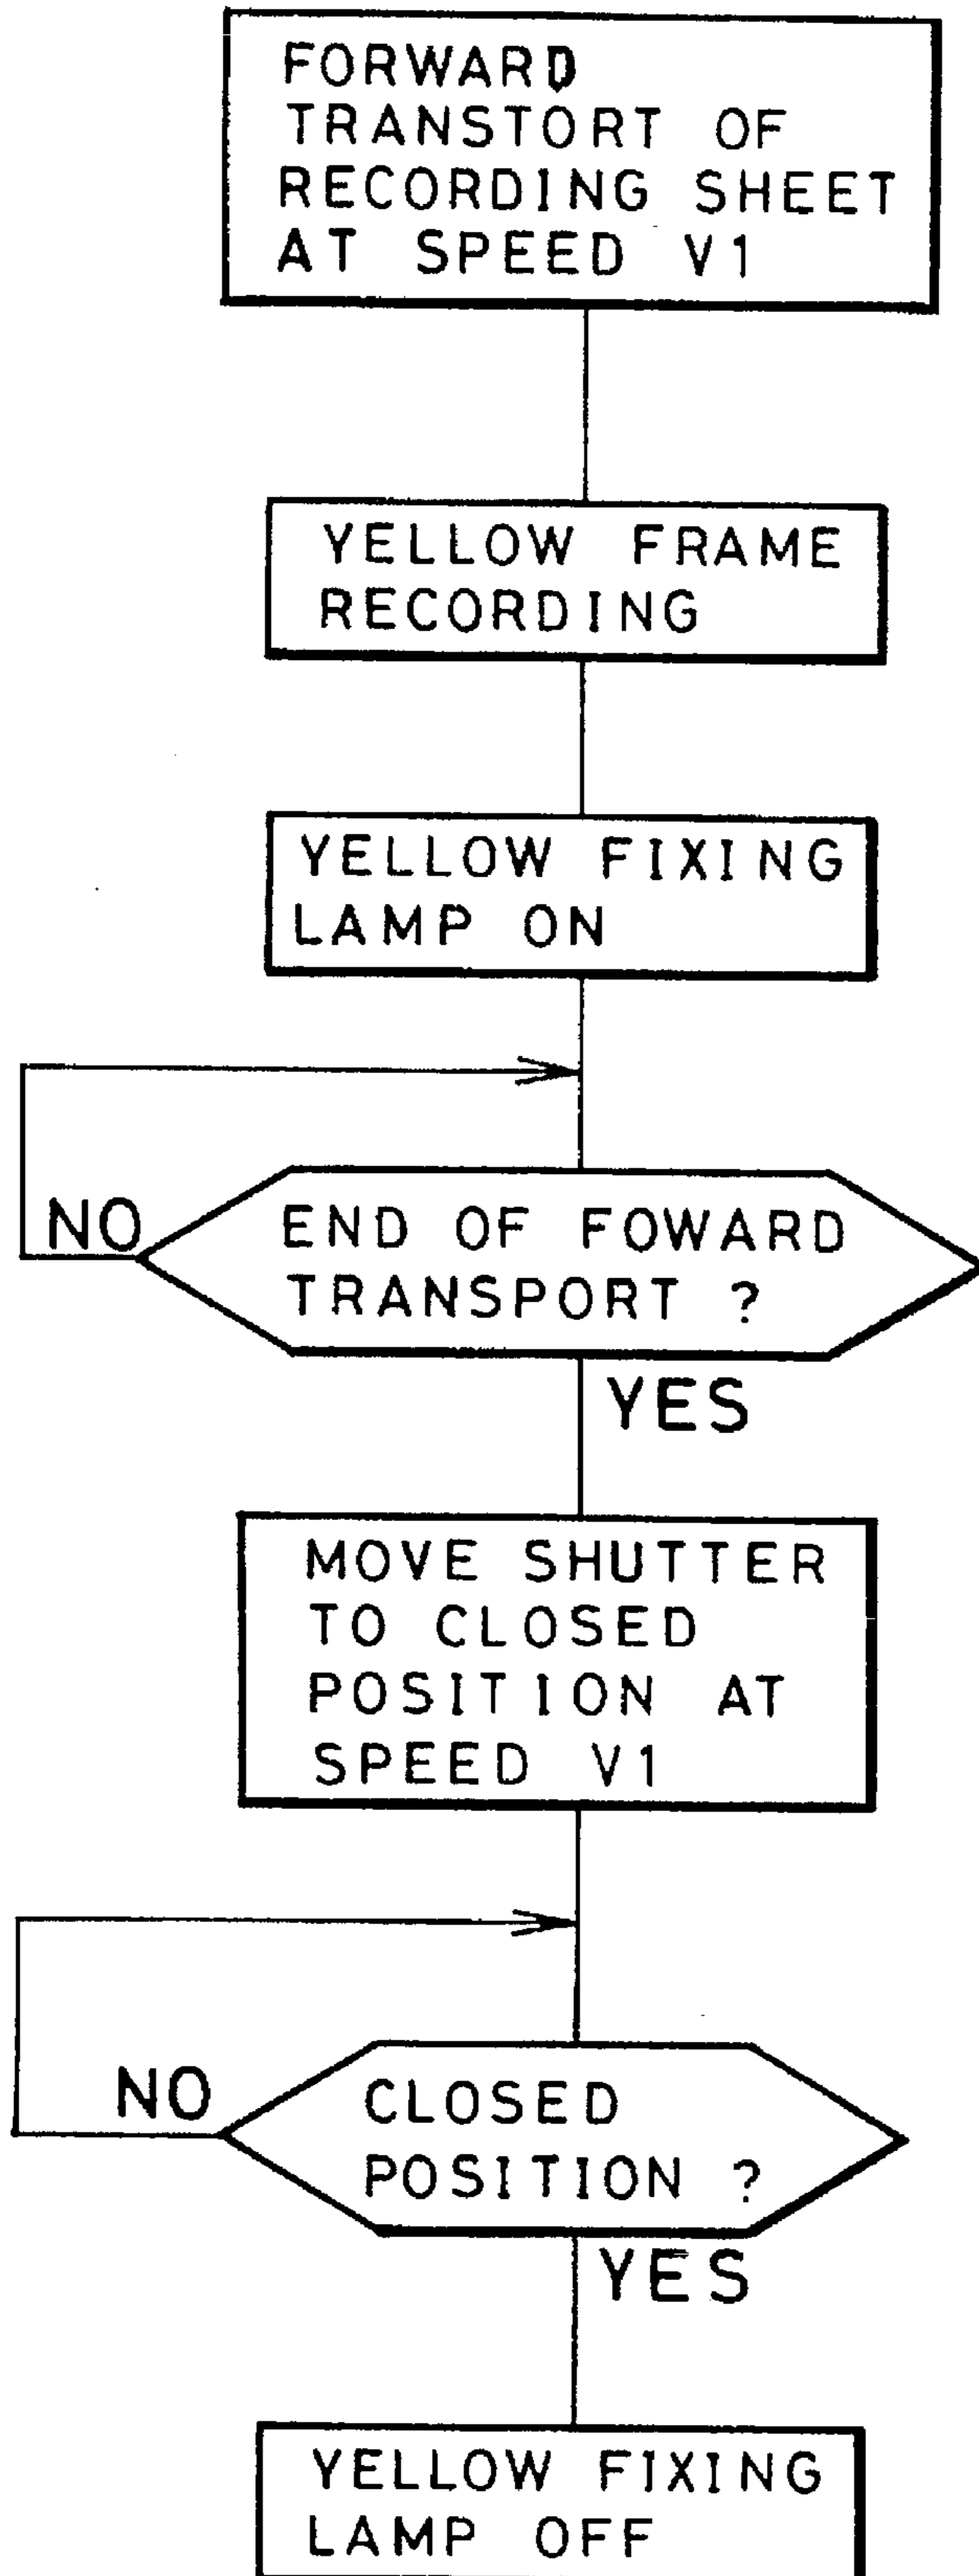 FORWARD
TRANSTORT OF
RECORDING SHEET
AT SPEED V1
YELLOW FRAME
RECORDING
YELLOW FIXING
LAMP ON
NO
END OF FOWARD
TRANSPORT ?
YES
MOVE SHUTTER
TO CLOSED
POSITION AT
SPEED V1
NO
CLOSED
POSITION ?
YES
YELLOW FIXING
LAMP OFF